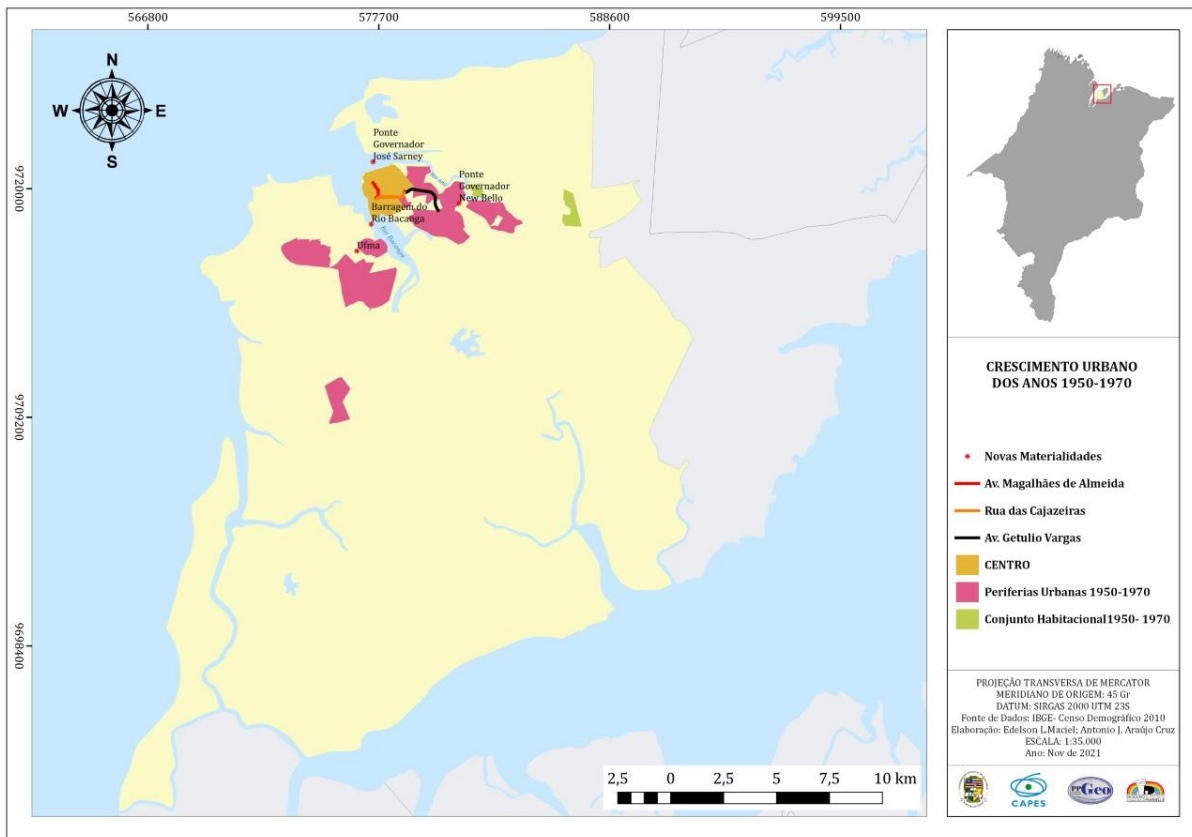 566800
577700
588600
599500
9720000
9709200
9698400
N
W
E
S
Ponte
Governador
José Sarney
Ponte
Governador
New Bello
Barragem do
Rio Bacanga
Rio Bacanga
Ufma
2,5
0
2,5
5
7,5
10 km
CRESCIMENTO URBANO
DOS ANOS 1950-1970
Novas Materialidades
Av. Magalhães de Almeida
Rua das Cajazeiras
Av. Getulio Vargas
CENTRO
Periferias Urbanas 1950-1970
Conjunto Habitacional1950- 1970
PROJEÇÃO TRANSVERSA DE MERCATOR
MERIDIANO DE ORIGEM: 45 Gr
DATUM: SIRGAS 2000 UTM 23S
Fonte de Dados: IBGE- Censo Demográfico 2010
Elaboração: Edelson L.Maciel; Antonio J. Araújo Cruz
ESCALA: 1:35.000
Ano: Nov de 2021
CAPES
PPGeo